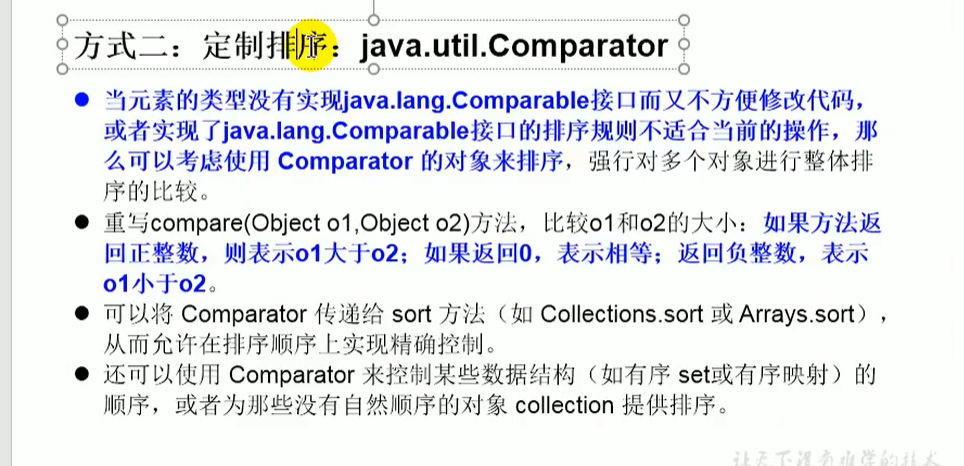 方式二：定制排序：java.util.Comparator
● 当元素的类型没有实现java.lang.Comparable接口而又不方便修改代码，
或者实现了java.lang.Comparable接口的排序规则不适合当前的操作，那
么可以考虑使用 Comparator 的对象来排序，强行对多个对象进行整体排
序的比较。
● 重写compare(Object o1,Object o2)方法，比较o1和o2的大小：如果方法返
回正整数，则表示o1大于o2；如果返回0，表示相等；返回负整数，表示
o1小于o2。
● 可以将 Comparator 传递给 sort 方法（如 Collections.sort 或 Arrays.sort），
从而允许在排序顺序上实现精确控制。
● 还可以使用 Comparator 来控制某些数据结构（如有序 set或有序映射）的
顺序，或者为那些没有自然顺序的对象 collection 提供排序。
让天下没有难学的技术